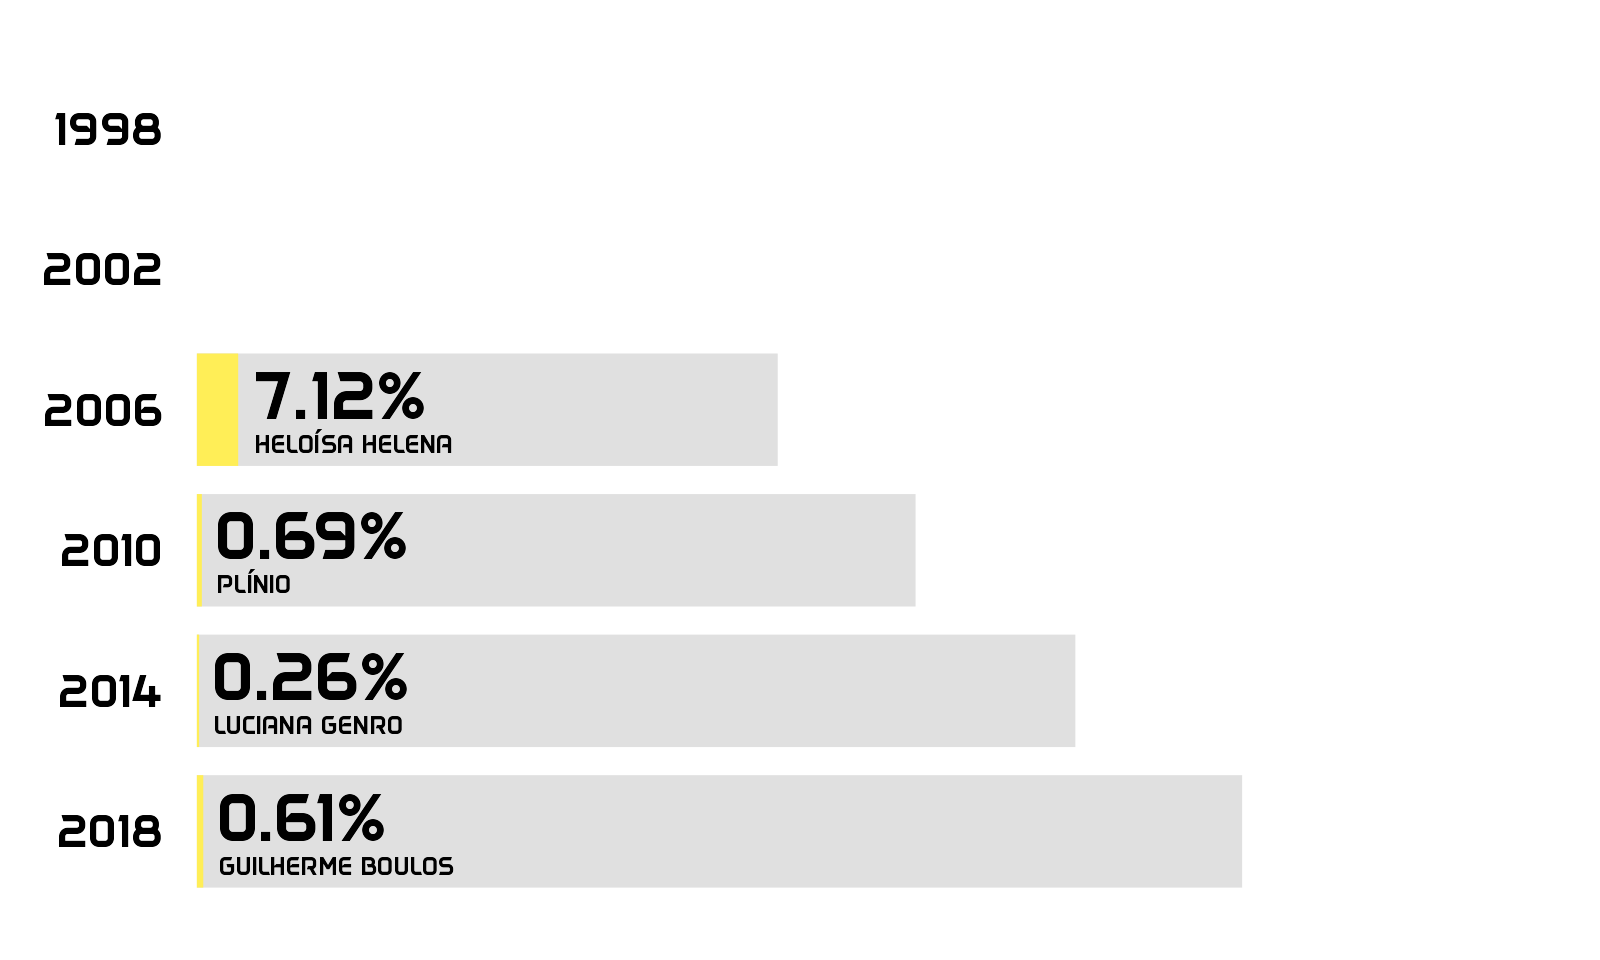 1998
2002
2006
7.12%
HELOÍSA HELENA
2010
0.69%
PLÍNIO
2014
0.26%
LUCIANA GENRO
2018
0.61%
GUILHERME BOULOS